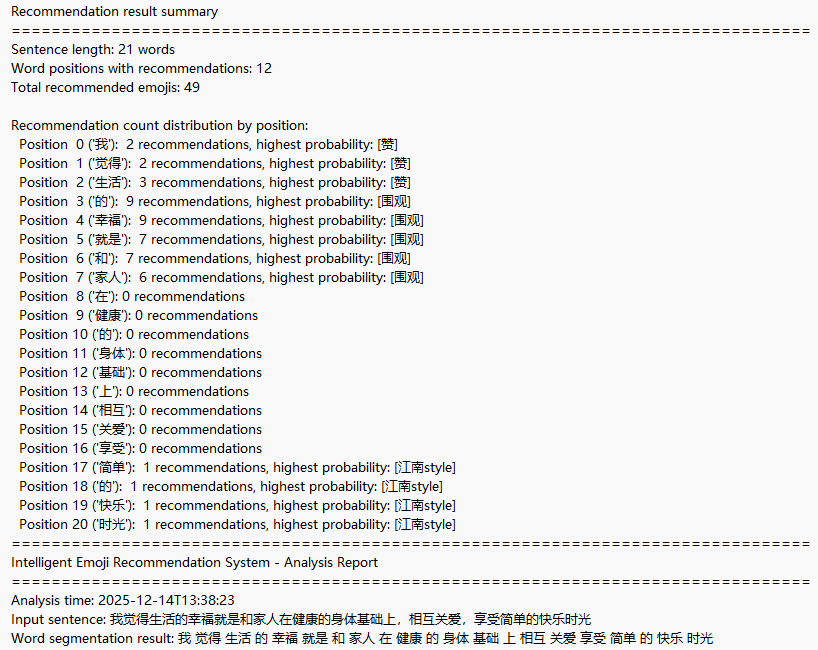 Recommendation result summary
================================================================================
Sentence length: 21 words
Word positions with recommendations: 12
Total recommended emojis: 49
Recommendation count distribution by position:
Position 0 ('我'): 2 recommendations, highest probability: [赞]
Position 1 ('觉得'): 2 recommendations, highest probability: [赞]
Position 2 ('生活'): 3 recommendations, highest probability: [赞]
Position 3 ('的'): 9 recommendations, highest probability: [围观]
Position 4 ('幸福'): 9 recommendations, highest probability: [围观]
Position 5 ('就是'): 7 recommendations, highest probability: [围观]
Position 6 ('和'): 7 recommendations, highest probability: [围观]
Position 7 ('家人'): 6 recommendations, highest probability: [围观]
Position 8 ('在'): 0 recommendations
Position 9 ('健康'): 0 recommendations
Position 10 ('的'): 0 recommendations
Position 11 ('身体'): 0 recommendations
Position 12 ('基础'): 0 recommendations
Position 13 ('上'): 0 recommendations
Position 14 ('相互'): 0 recommendations
Position 15 ('关爱'): 0 recommendations
Position 16 ('享受'): 0 recommendations
Position 17 ('简单'): 1 recommendations, highest probability: [江南style]
Position 18 ('的'): 1 recommendations, highest probability: [江南style]
Position 19 ('快乐'): 1 recommendations, highest probability: [江南style]
Position 20 ('时光'): 1 recommendations, highest probability: [江南style]
================================================================================
Intelligent Emoji Recommendation System - Analysis Report
================================================================================
Analysis time: 2025-12-14T13:38:23
Input sentence: 我觉得生活的幸福就是和家人在健康的身体基础上，相互关爱，享受简单的快乐时光
Word segmentation result: 我 觉得 生活 的 幸福 就是 和 家人 在 健康 的 身体 基础 上 相互 关爱 享受 简单 的 快乐 时光